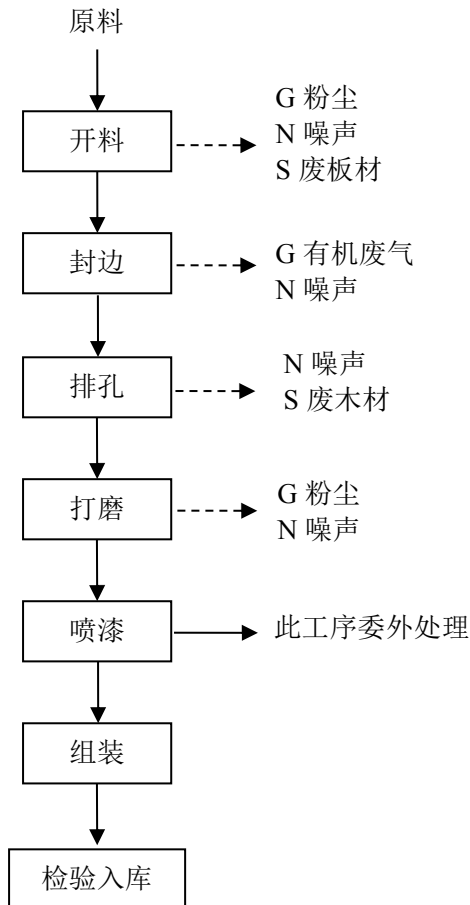 原料
开料
G 粉尘
N 噪声
S 废板材
封边
G 有机废气
N 噪声
排孔
N 噪声
S 废木材
打磨
G 粉尘
N 噪声
喷漆
此工序委外处理
组装
检验入库